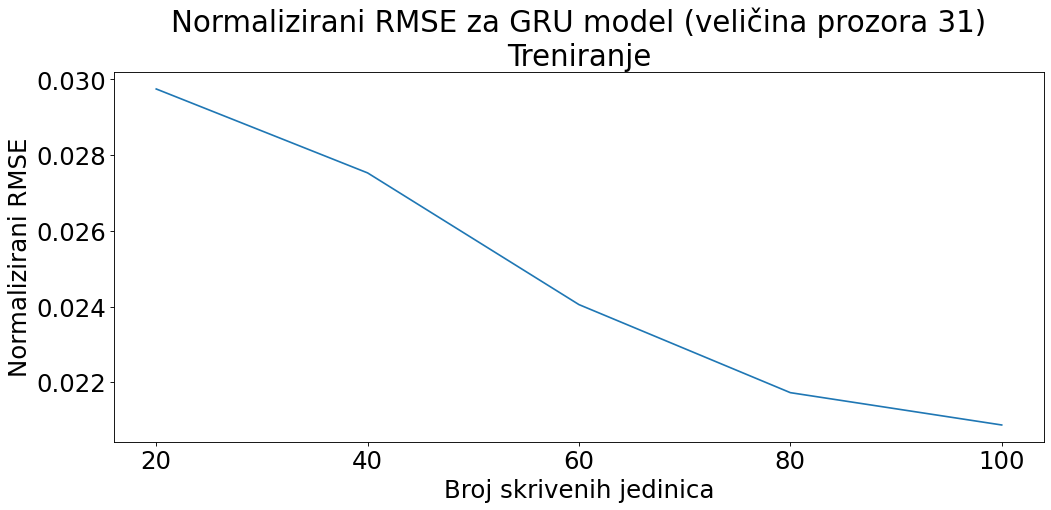 Normalizirani RMSE za GRU model (veličina prozora 31)
Treniranje
Normalizirani RMSE
0.030
0.028
0.026
0.024
0.022
20 40 60 80 100
Broj skrivenih jedinica